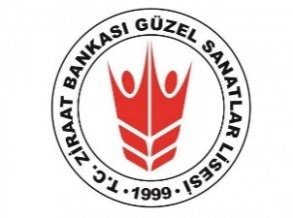 T.C. ZİRAAT BANKASI GÜZEL SANATLAR LİSESİ
• 1999 •